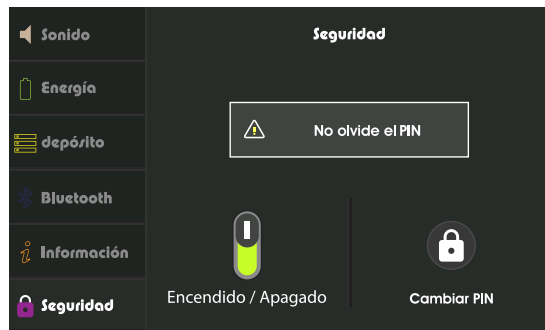 Sonido
Seguridad
Energía
No olvide el PIN
depósito
Bluetooth
Información
Seguridad
Encendido / Apagado
Cambiar PIN